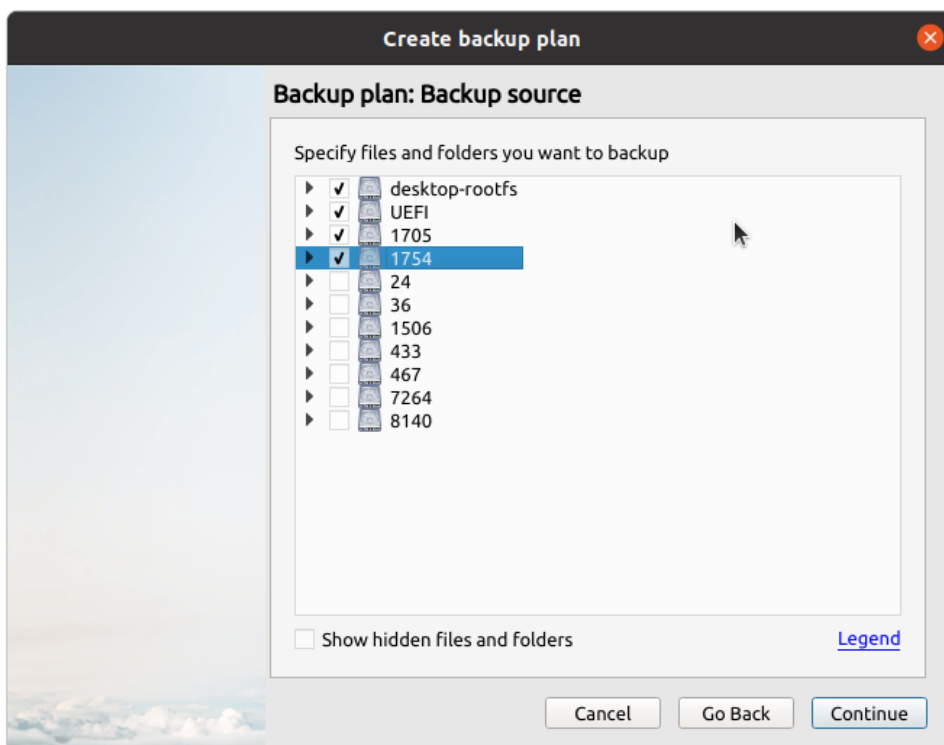 Create backup plan
Backup plan: Backup source
Specify files and folders you want to backup
desktop-rootfs
UEFI
1705
1754
24
36
1506
433
467
7264
8140
Show hidden files and folders Legend
Cancel Go Back Continue